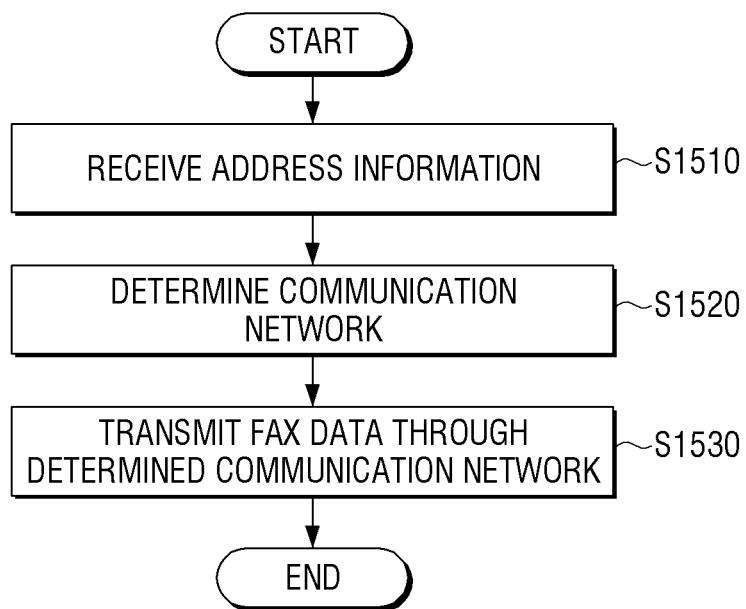 START
RECEIVE ADDRESS INFORMATION
S1510
DETERMINE COMMUNICATION
NETWORK
S1520
TRANSMIT FAX DATA THROUGH
DETERMINED COMMUNICATION NETWORK
S1530
END